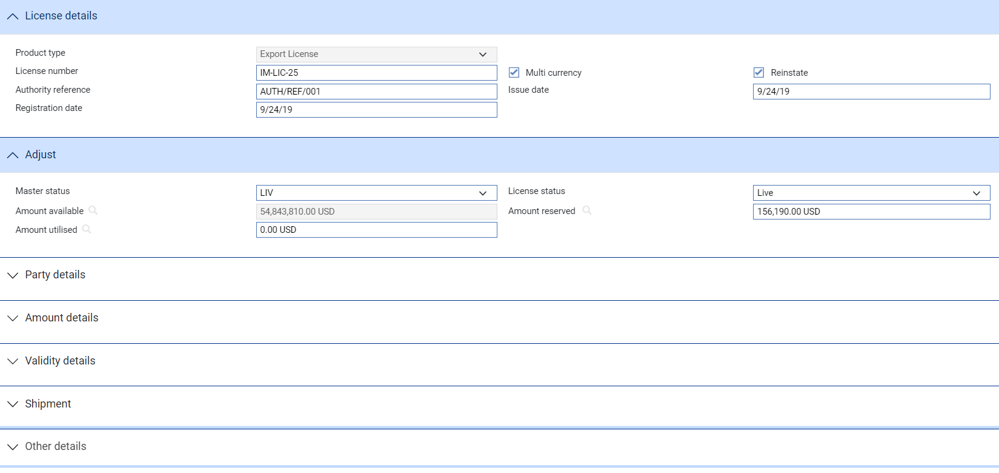 License details
Product type Export License
License number IM-LIC-25 Multi currency Reinstate
Authority reference AUTH/REF/001 Issue date 9/24/19
Registration date 9/24/19
Adjust
Master status LIV License status Live
Amount available 54,843,810.00 USD Amount reserved 156,190.00 USD
Amount utilised 0.00 USD
Party details
Amount details
Validity details
Shipment
Other details